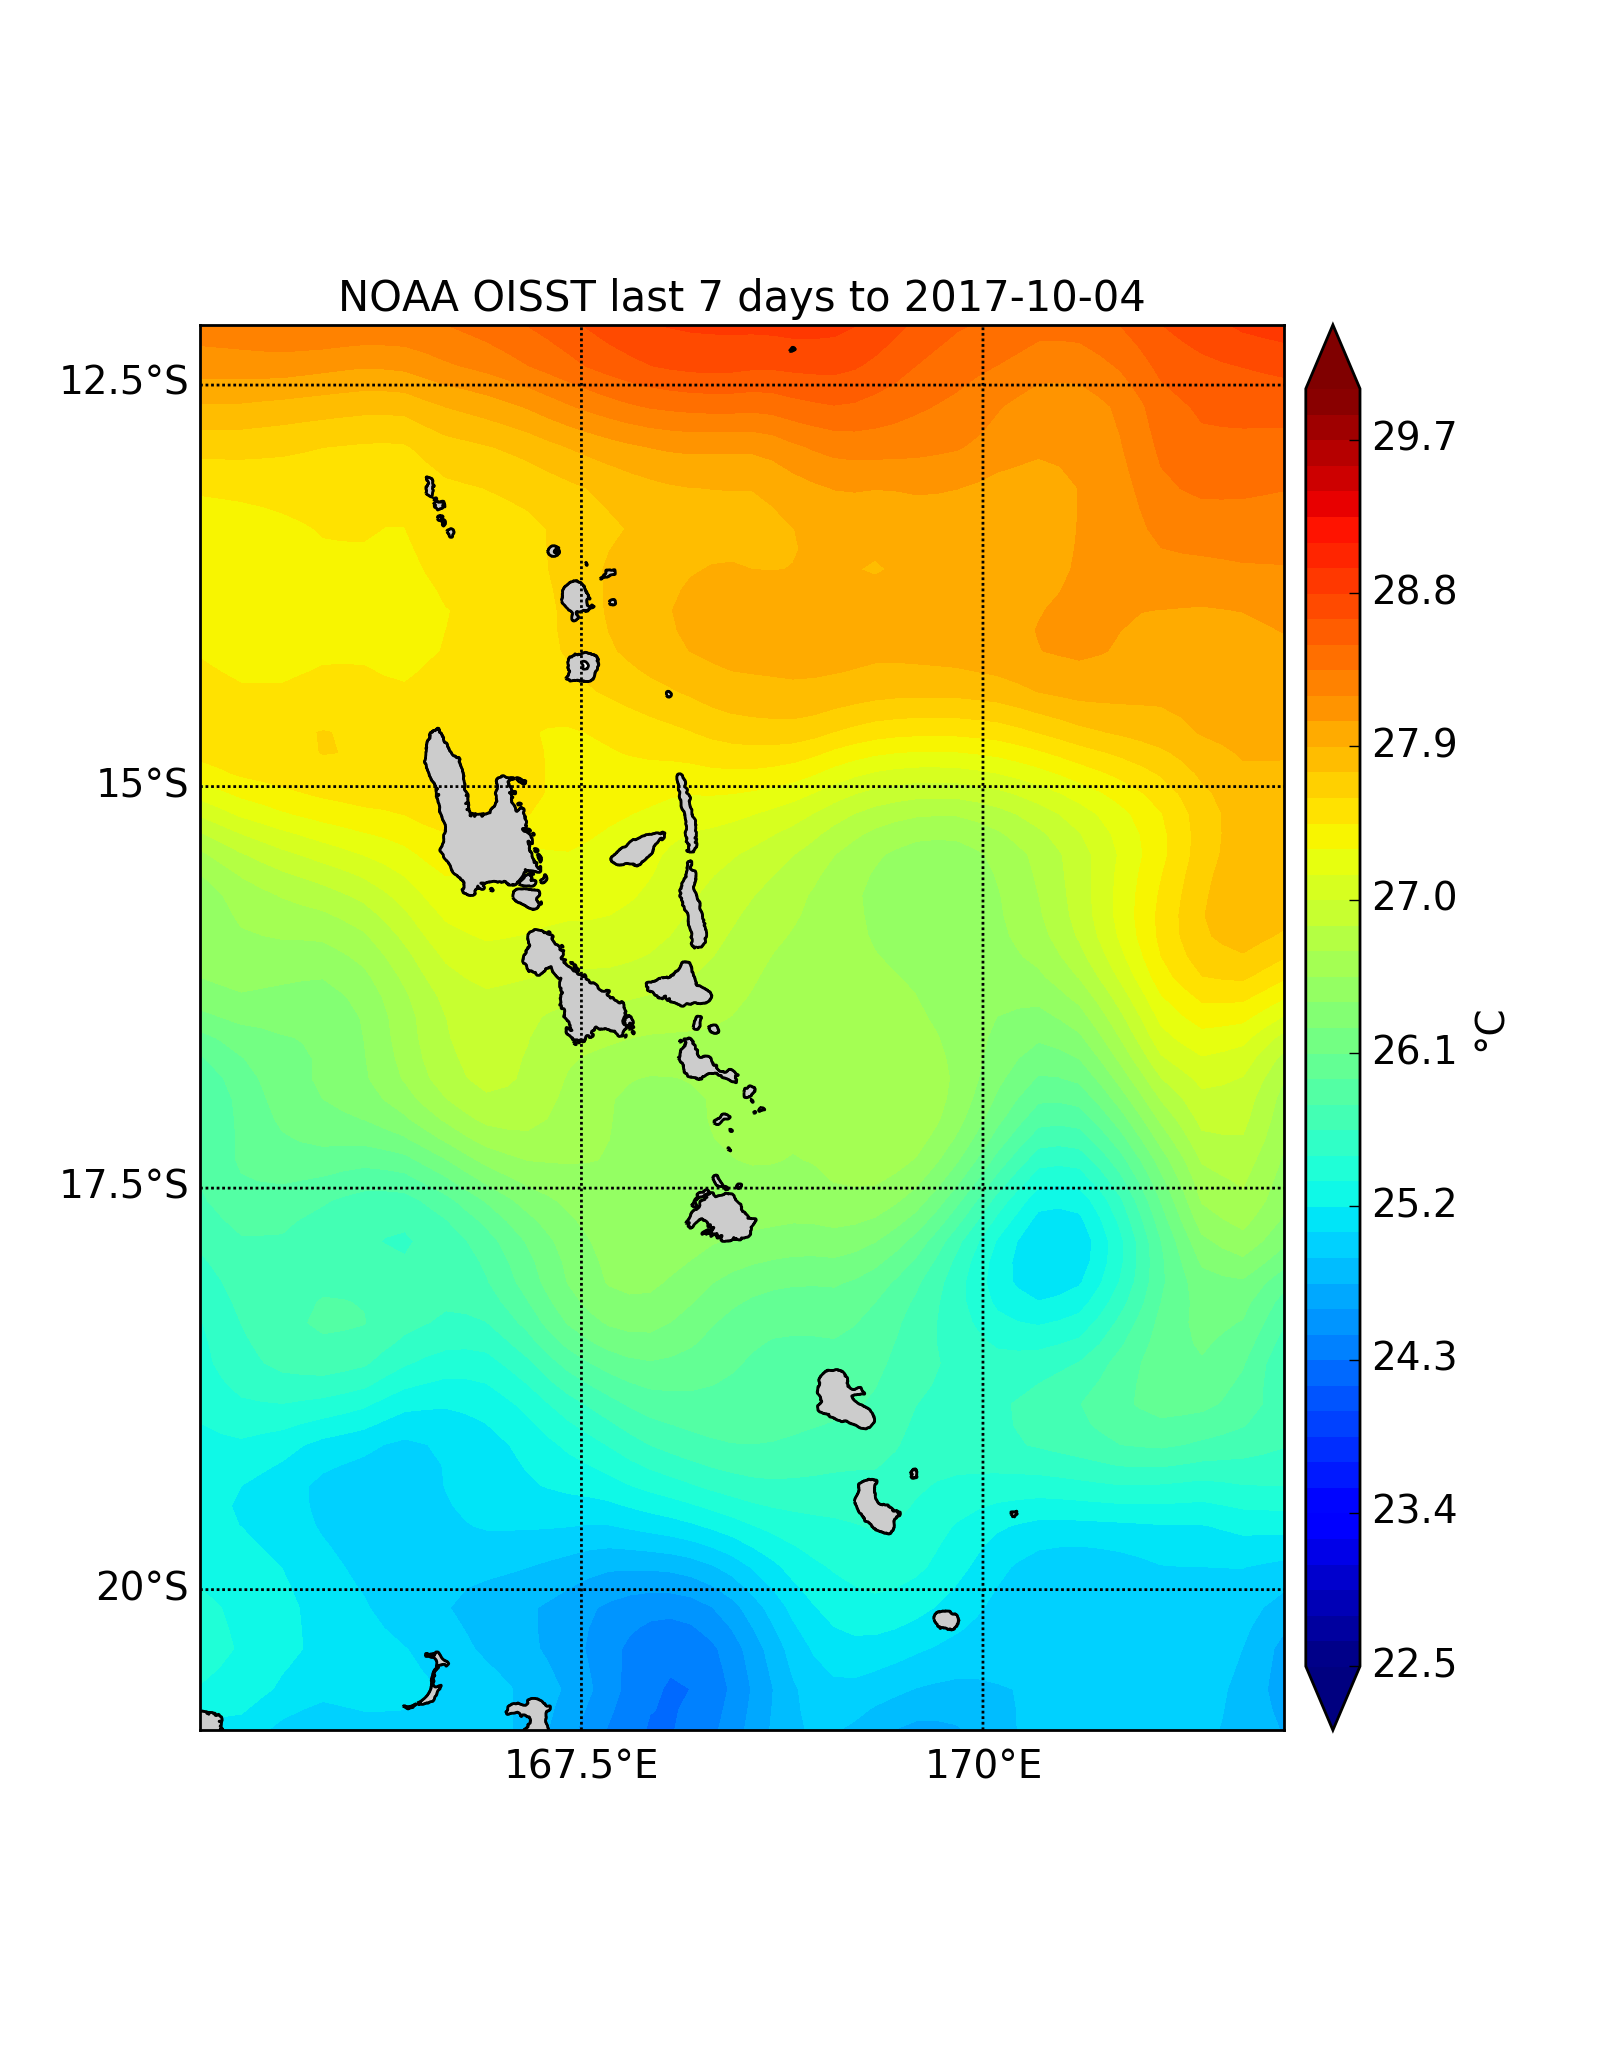 NOAA OISST last 7 days to 2017-10-04
12.5°S
15°S
17.5°S
20°S
167.5°E
170°E
29.7
28.8
27.9
27.0
26.1
25.2
24.3
23.4
22.5
°C